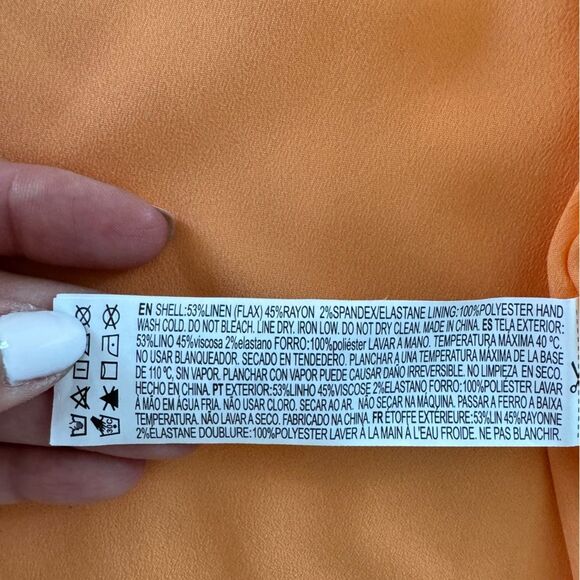 EN SHELL:53%LINEN (FLAX) 45%RAYON 2%SPANDEX/ELASTANE LINING:100%POLYESTER HAND
WASH COLD. DO NOT BLEACH. LINE DRY. IRON LOW. DO NOT DRY CLEAN. MADE IN CHINA. ES TELA EXTERIOR:
53%LINO 45%viscosa 2%elastano FORRO:100%poliéster LAVAR A MANO. TEMPERATURA MÁXIMA 40 °C.
NO USAR BLANQUEADOR. SECADO EN TENDEDERO. PLANCHAR A UNA TEMPERATURA MÁXIMA DE LA BASE
DE 110 °C, SIN VAPOR. PLANCHAR CON VAPOR PUEDE CAUSAR DAÑO IRREVERSIBLE. NO LIMPIEZA EN SECO.
HECHO EN CHINA. PT EXTERIOR:53%LINHO 45%VISCOSE 2%ELASTANO FORRO:100%POLIÉSTER LAVAR
À MÃO EM ÁGUA FRIA. NÃO USAR CLORO. SECAR AO AR. NÃO SECAR NA MÁQUINA. PASSAR A FERRO A BAIXA
TEMPERATURA. NÃO LAVAR A SECO. FABRICADO NA CHINA. FR ÉTOFFE EXTÉRIEURE:53%LIN 45%RAYONNE
2%ÉLASTANE DOUBLURE:100%POLYESTER LAVER À LA MAIN À L'EAU FROIDE. NE PAS BLANCHIR.